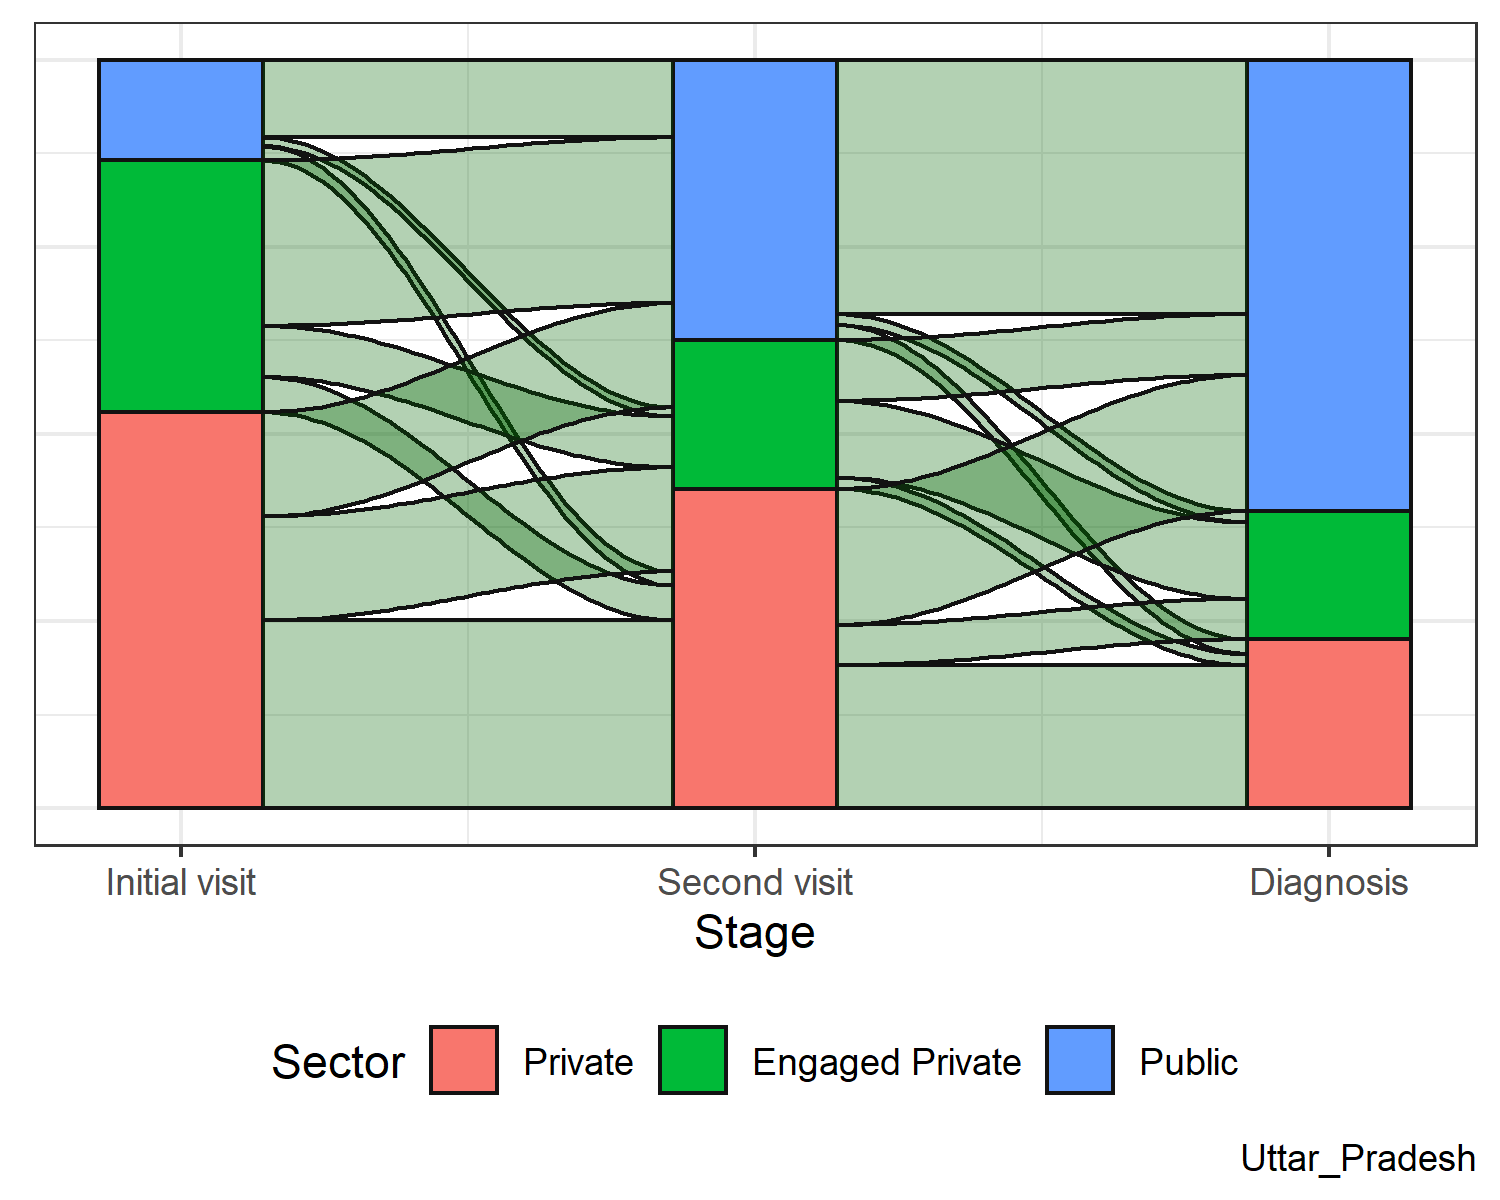 Initial visit Second visit Diagnosis
Stage
Sector Private Engaged Private Public
Uttar_Pradesh